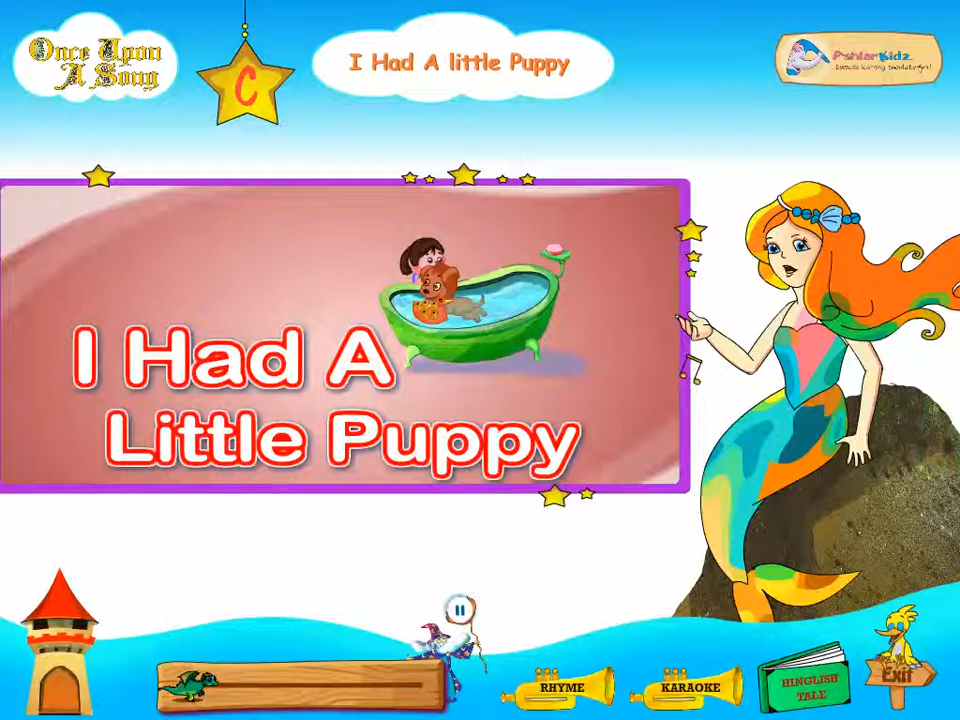 Once Upon
A Song
C
I Had A little Puppy
I Had A
Little Puppy
RHYME
KARAOKE
HINGLISH
TALE
Exit